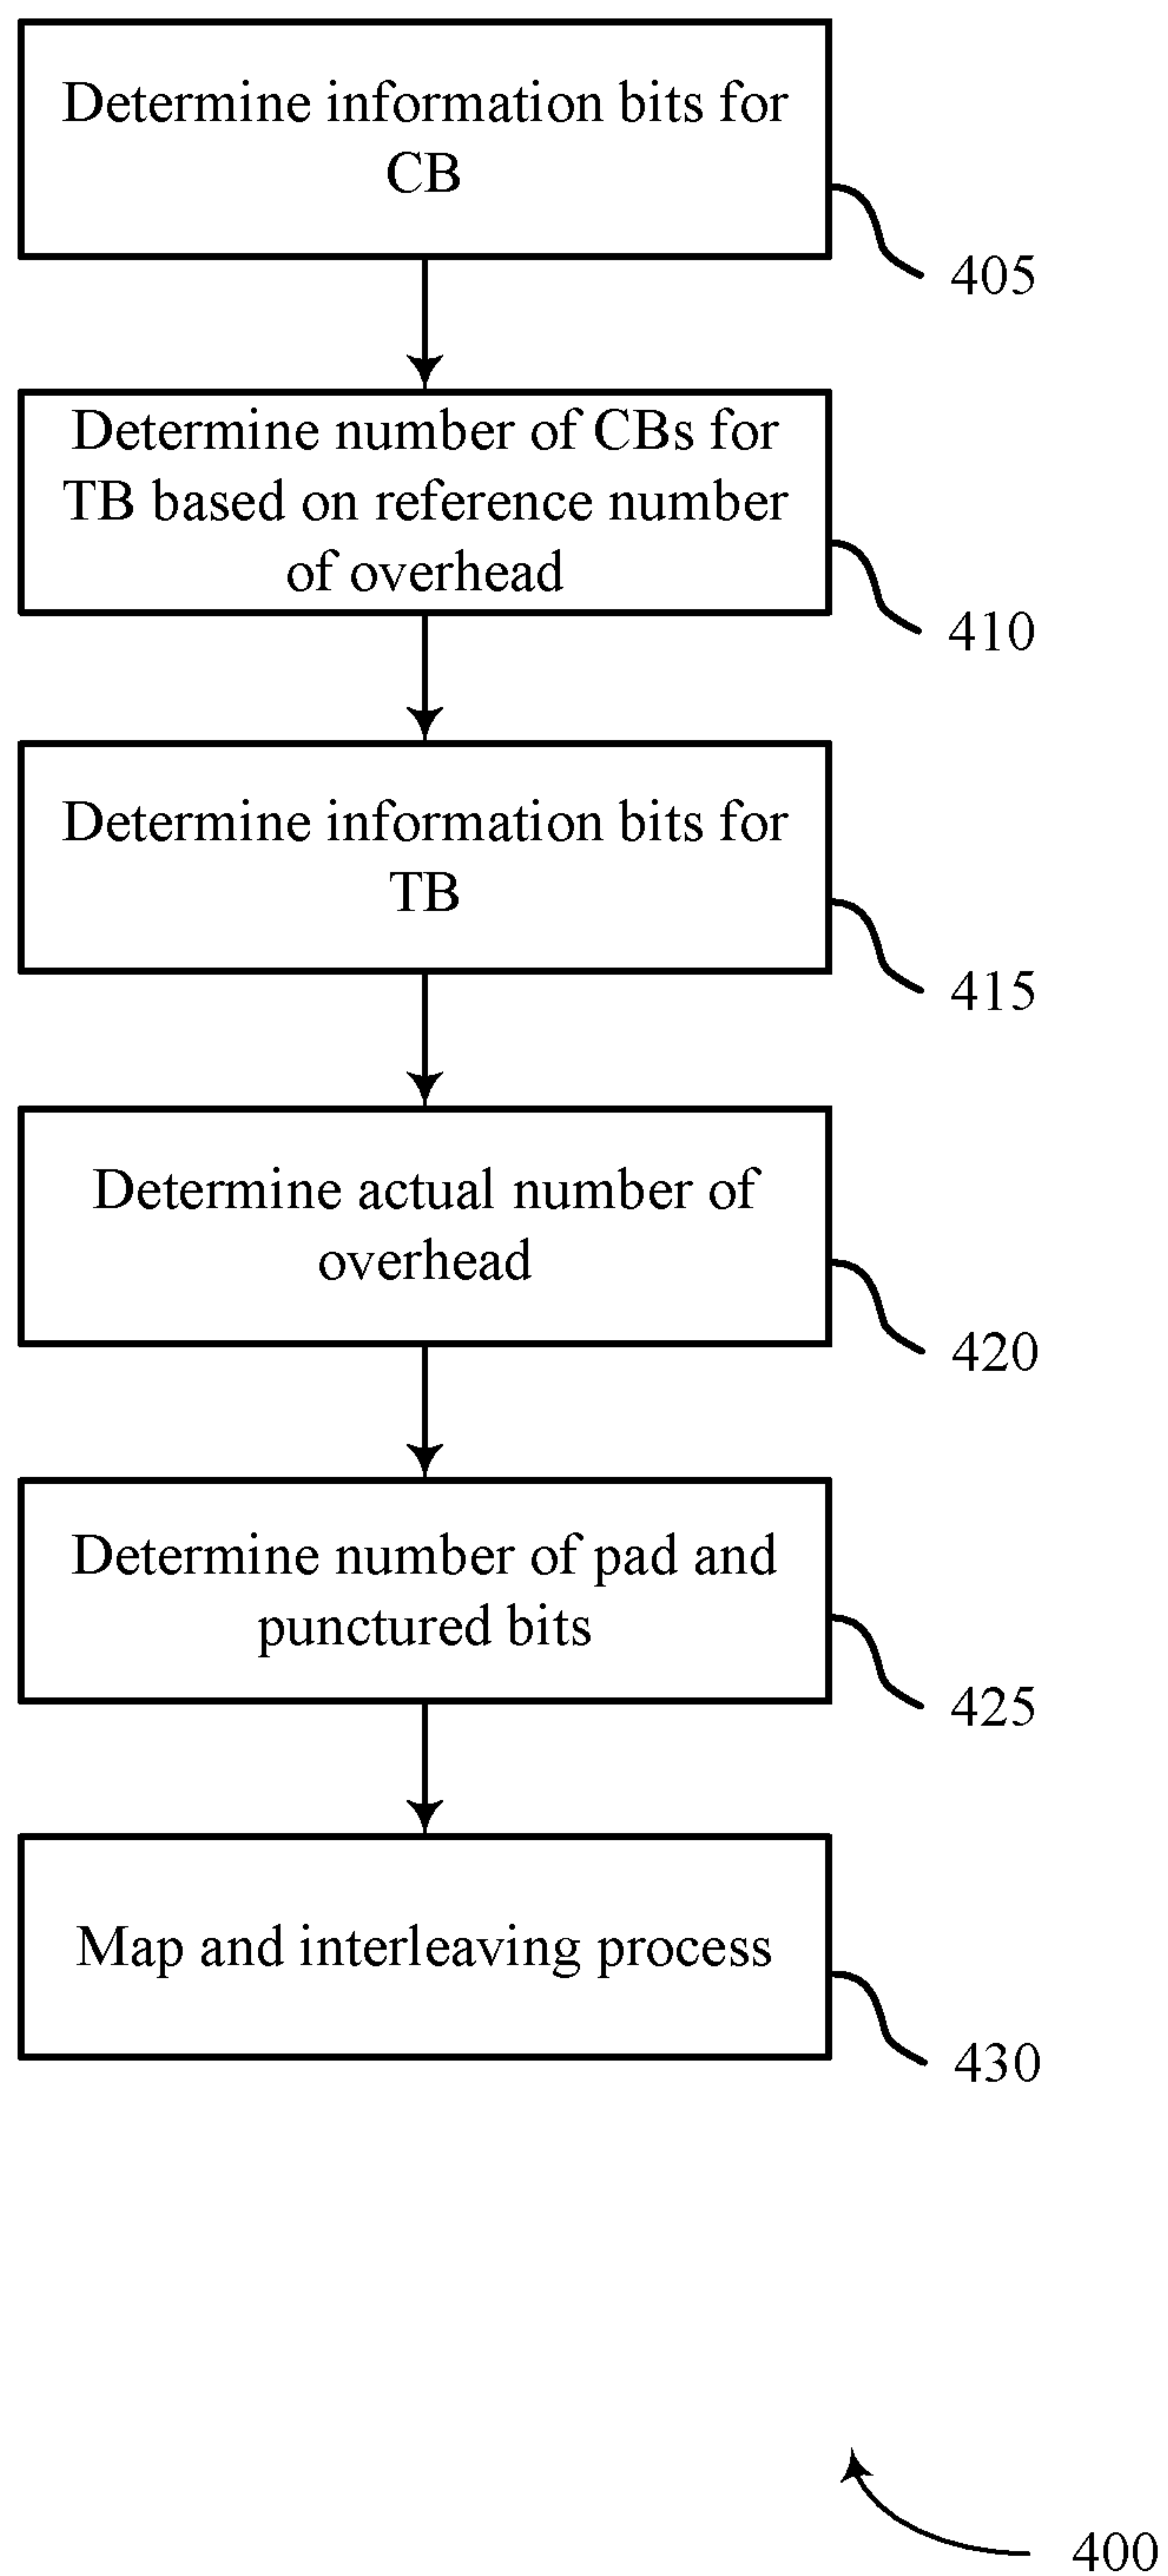 Determine information bits for
CB
405
Determine number of CBs for
TB based on reference number
of overhead
410
Determine information bits for
TB
415
Determine actual number of
overhead
420
Determine number of pad and
punctured bits
425
Map and interleaving process
430
400